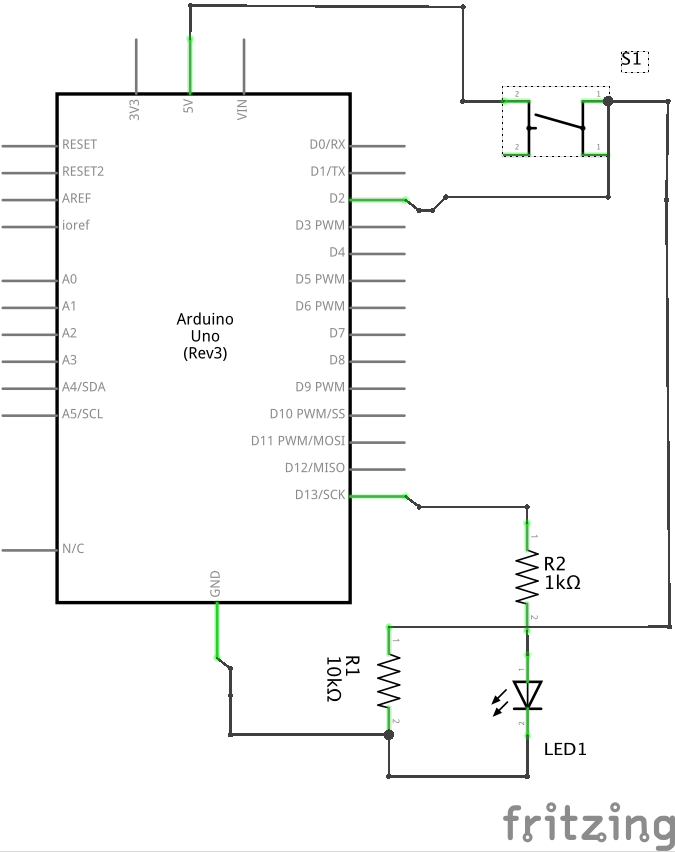 S1
2
1
2
1
3V3
5V
VIN
RESET
RESET2
AREF
ioref
A0
A1
A2
A3
A4/SDA
A5/SCL
N/C
Arduino
Uno
(Rev3)
D0/RX
D1/TX
D2
D3 PWM
D4
D5 PWM
D6 PWM
D7
D8
D9 PWM
D10 PWM/SS
D11 PWM/MOSI
D12/MISO
D13/SCK
GND
1
R2
1kΩ
2
1
R1
10kΩ
2
1
2
LED1
fritzing